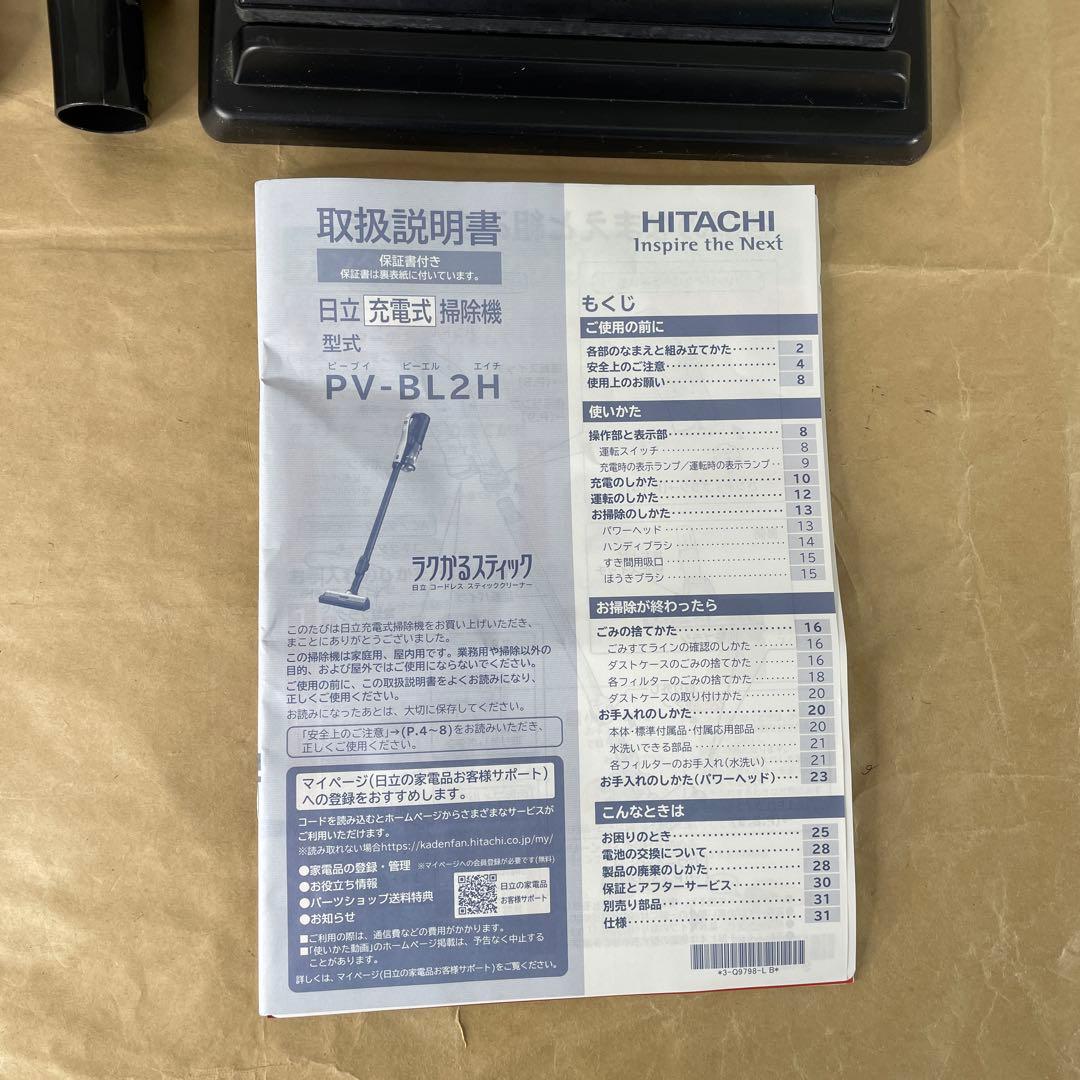 取扱説明書
保証書付き
保証書は裏表紙に付いています。
日立 充電式 掃除機
型式
ピーブイ ビーエル エイチ
PV-BL2H
ラクかるスティック
日立 コードレス スティッククリーナー
このたびは日立充電式掃除機をお買い上げいただき、
まことにありがとうございました。
この掃除機は家庭用、屋内用です。業務用や掃除以外の
目的、および屋外ではご使用にならないでください。
ご使用の前に、この取扱説明書をよくお読みになり、
正しくご使用ください。
お読みになったあとは、大切に保存してください。
「安全上のご注意」→(P.4〜8)をお読みいただき、
正しくご使用ください。
マイページ(日立の家電品お客様サポート)
への登録をおすすめします。
コードを読み込むとホームページからさまざまなサービスが
ご利用いただけます。
※読み取れない場合https://kadenfan.hitachi.co.jp/my/
●家電品の登録・管理 ※マイページへの会員登録が必要です(無料)
●お役立ち情報
●パーツショップ送料特典
●お知らせ
日立の家電品
お客様サポート
■ご利用の際は、通信費などの費用がかかります。
■「使いかた動画」のホームページ掲載は、予告なく中止する
ことがあります。
詳しくは、マイページ(日立の家電品お客様サポート)をご覧ください。
HITACHI
Inspire the Next
もくじ
ご使用の前に
各部のなまえと組み立てかた‥‥‥‥ 2
安全上のご注意‥‥‥‥‥‥‥‥ 4
使用上のお願い‥‥‥‥‥‥‥‥ 8
使いかた
操作部と表示部‥‥‥‥‥‥‥‥ 8
運転スイッチ‥‥‥‥‥‥‥‥ 8
充電時の表示ランプ/運転時の表示ランプ‥ 9
充電のしかた‥‥‥‥‥‥‥‥ 10
運転のしかた‥‥‥‥‥‥‥‥ 12
お掃除のしかた‥‥‥‥‥‥‥‥ 13
パワーヘッド‥‥‥‥‥‥‥‥ 13
ハンディブラシ‥‥‥‥‥‥‥‥ 14
すき間用吸口‥‥‥‥‥‥‥‥ 15
ほうきブラシ‥‥‥‥‥‥‥‥ 15
お掃除が終わったら
ごみの捨てかた‥‥‥‥‥‥‥‥ 16
ごみすてラインの確認のしかた‥‥‥ 16
ダストケースのごみの捨てかた‥‥‥ 16
各フィルターのごみの捨てかた‥‥‥ 18
ダストケースの取り付けかた‥‥‥‥ 20
お手入れのしかた‥‥‥‥‥‥‥ 20
本体・標準付属品・付属応用部品‥‥‥ 20
水洗いできる部品‥‥‥‥‥‥‥ 21
各フィルターのお手入れ(水洗い)‥‥‥ 21
お手入れのしかた(パワーヘッド)‥‥ 23
こんなときは
お困りのとき‥‥‥‥‥‥‥‥ 25
電池の交換について‥‥‥‥‥‥ 28
製品の廃棄のしかた‥‥‥‥‥‥ 28
保証とアフターサービス‥‥‥‥‥ 30
別売り部品‥‥‥‥‥‥‥‥‥ 31
仕様‥‥‥‥‥‥‥‥‥‥‥ 31
*3-Q9798-L B*